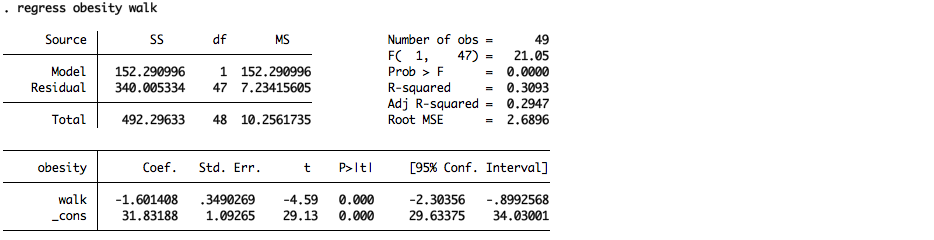 . regress obesity walk
Source SS df MS Number of obs = 49
F( 1, 47) = 21.05
Model 152.290996 1 152.290996 Prob > F = 0.0000
Residual 340.005334 47 7.23415605 R-squared = 0.3093
Adj R-squared = 0.2947
Total 492.29633 48 10.2561735 Root MSE = 2.6896
obesity Coef. Std. Err. t P>|t| [95% Conf. Interval]
walk -1.601408 .3490269 -4.59 0.000 -2.30356 -.8992568
_cons 31.83188 1.09265 29.13 0.000 29.63375 34.03001